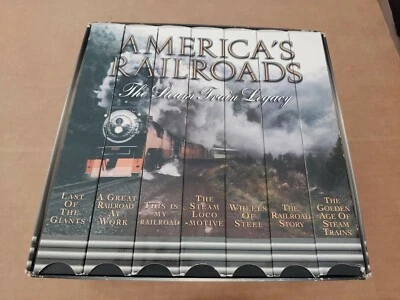 AMERICA'S
RAILROADS
The Steam Train Legacy
LAST
OF THE
GIANTS
A GREAT
RAILROAD
AT
WORK
THIS IS
MY
RAILROAD
THE
STEAM
LOCO
-MOTIVE
WHEELS
OF
STEEL
THE
RAILROAD
STORY
THE
GOLDEN
AGE OF
STEAM
TRAINS